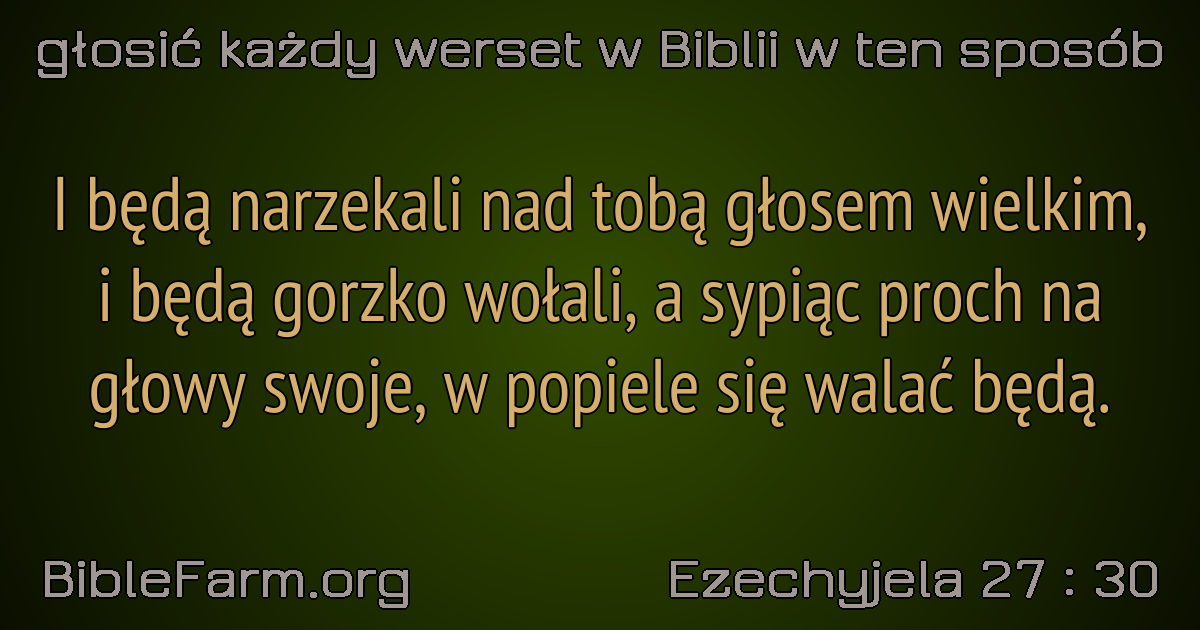 głosić każdy werset w Biblii w ten sposób
I będą narzekali nad tobą głosem wielkim,
i będą gorzko wołali, a sypiąc proch na
głowy swoje, w popiele się walać będą.
BibleFarm.org
Ezechyjela 27 : 30